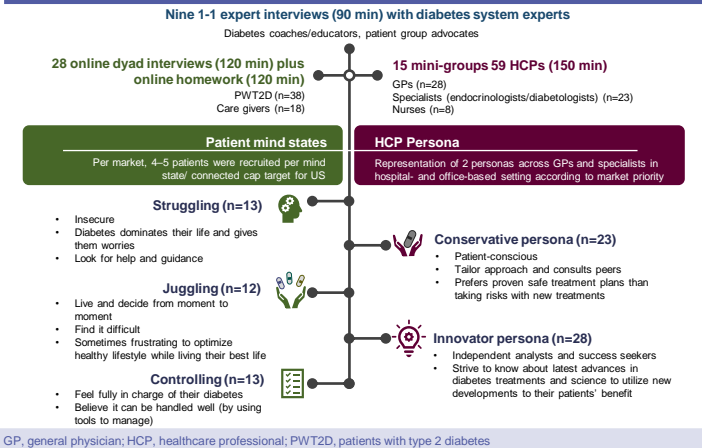 Nine 1-1 expert interviews (90 min) with diabetes system experts
Diabetes coaches/educators, patient group advocates
28 online dyad interviews (120 min) plus
online homework (120 min)
PWT2D (n=38)
Care givers (n=18)
15 mini-groups 59 HCPs (150 min)
GPs (n=28)
Specialists (endocrinologists/diabetologists) (n=23)
Nurses (n=8)
Patient mind states
Per market, 4–5 patients were recruited per mind
state/ connected cap target for US
HCP Persona
Representation of 2 personas across GPs and specialists in
hospital- and office-based setting according to market priority
Struggling (n=13)
• Insecure
• Diabetes dominates their life and gives
them worries
• Look for help and guidance
Conservative persona (n=23)
• Patient-conscious
• Tailor approach and consults peers
• Prefers proven safe treatment plans than
taking risks with new treatments
Juggling (n=12)
• Live and decide from moment to
moment
• Find it difficult
• Sometimes frustrating to optimize
healthy lifestyle while living their best life
Innovator persona (n=28)
• Independent analysts and success seekers
• Strive to know about latest advances in
diabetes treatments and science to utilize new
developments to their patients' benefit
Controlling (n=13)
• Feel fully in charge of their diabetes
• Believe it can be handled well (by using
tools to manage)
GP, general physician; HCP, healthcare professional; PWT2D, patients with type 2 diabetes